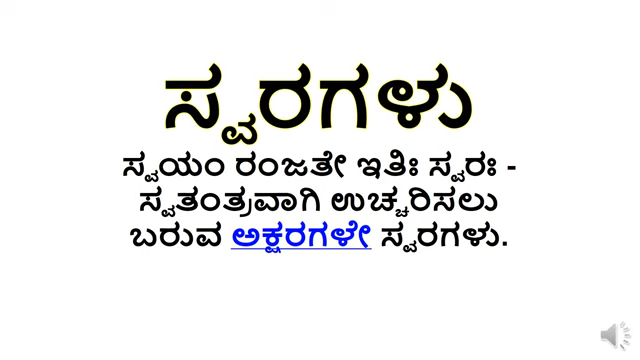 ಸ್ವರಗಳು
ಸ್ವಯಂ ರಂಜತೇ ಇತಿಃ ಸ್ವರಃ -
ಸ್ವತಂತ್ರವಾಗಿ ಉಚ್ಚರಿಸಲು
ಬರುವ ಅಕ್ಷರಗಳೇ ಸ್ವರಗಳು.